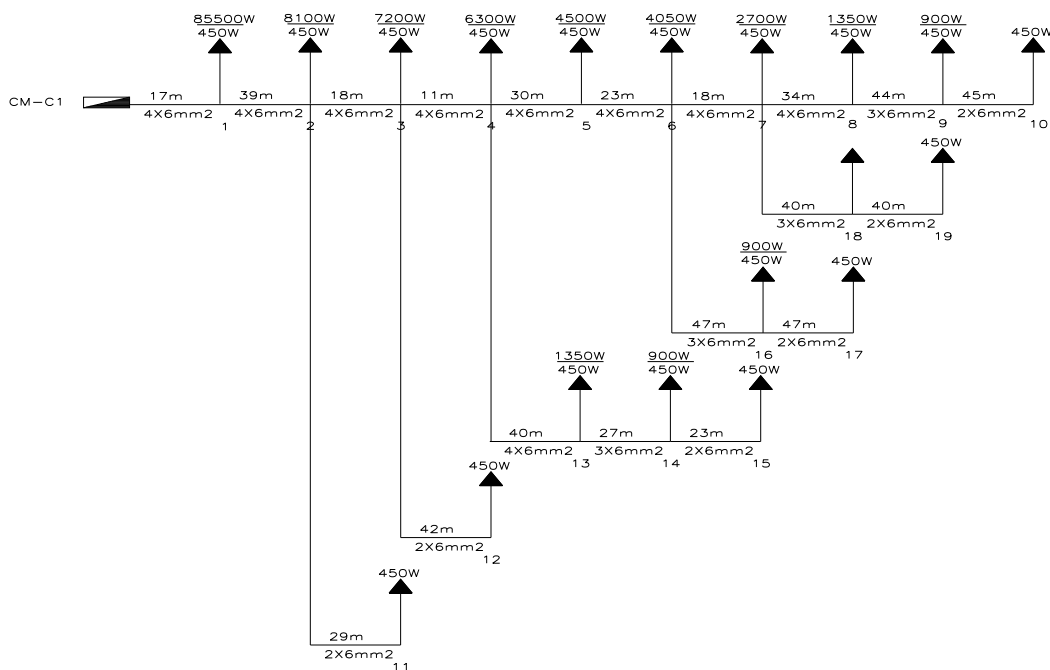 85500W 8100W 7200W 6300W 4500W 4050W 2700W 1350W 900W
450W 450W 450W 450W 450W 450W 450W 450W 450W 450W
CM-C1 17m 39m 18m 11m 30m 23m 18m 34m 44m 45m
4X6mm2 4X6mm2 4X6mm2 4X6mm2 4X6mm2 4X6mm2 4X6mm2 4X6mm2 3X6mm2 2X6mm2
1 2 3 4 5 6 7 8 9 10
450W
40m 40m
3X6mm2 2X6mm2
18 19
900W
450W 450W
47m 47m
3X6mm2 2X6mm2
16 17
1350W 900W
450W 450W 450W
40m 27m 23m
4X6mm2 3X6mm2 2X6mm2
13 14 15
450W
42m
2X6mm2
12
450W
29m
2X6mm2
11